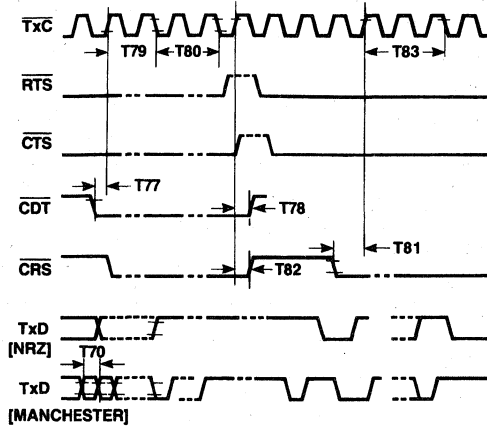 TxC
T79 T80 T83
RTS
CTS
T77
CDT
T78
T81
CRS
T82
TxD
[NRZ]
T70
TxD
[MANCHESTER]